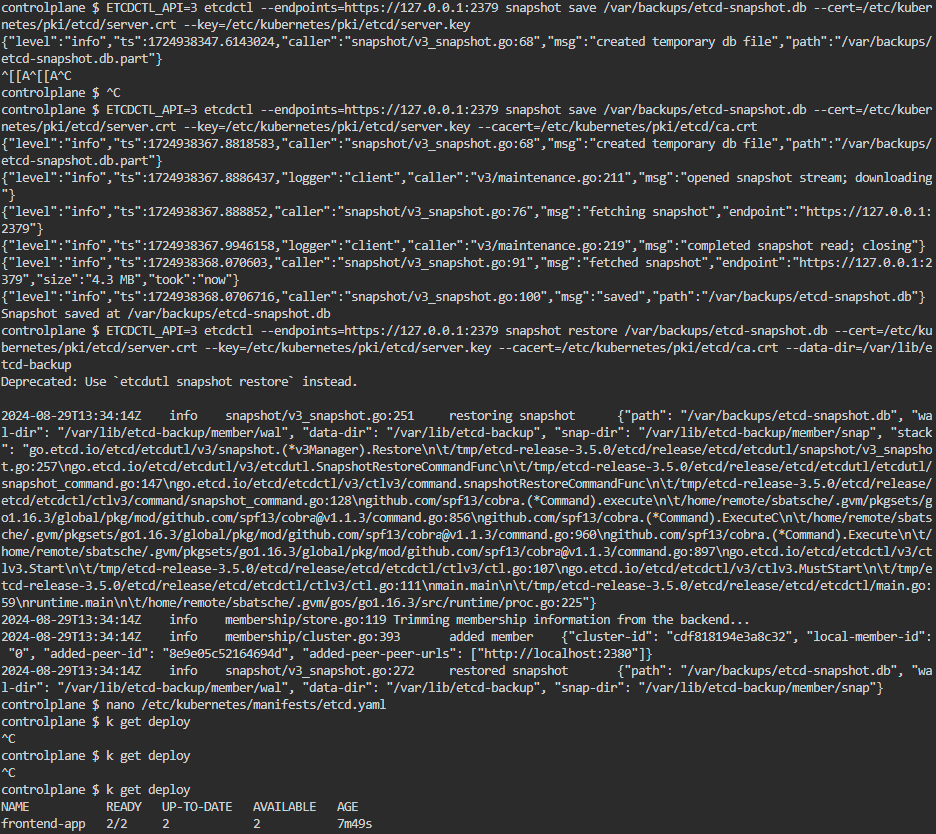 controlplane $ ETCDCTL_API=3 etcdctl --endpoints=https://127.0.0.1:2379 snapshot save /var/backups/etcd-snapshot.db --cert=/etc/kuber
netes/pki/etcd/server.crt --key=/etc/kubernetes/pki/etcd/server.key
{"level":"info","ts":1724938347.6143024,"caller":"snapshot/v3_snapshot.go:68","msg":"created temporary db file","path":"/var/backups/
etcd-snapshot.db.part"}
^[[A^[[A^C
controlplane $ ^C
controlplane $ ETCDCTL_API=3 etcdctl --endpoints=https://127.0.0.1:2379 snapshot save /var/backups/etcd-snapshot.db --cert=/etc/kuber
netes/pki/etcd/server.crt --key=/etc/kubernetes/pki/etcd/server.key --cacert=/etc/kubernetes/pki/etcd/ca.crt
{"level":"info","ts":1724938367.8818583,"caller":"snapshot/v3_snapshot.go:68","msg":"created temporary db file","path":"/var/backups/
etcd-snapshot.db.part"}
{"level":"info","ts":1724938367.8886437,"logger":"client","caller":"v3/maintenance.go:211","msg":"opened snapshot stream; downloading
"}
{"level":"info","ts":1724938367.888852,"caller":"snapshot/v3_snapshot.go:76","msg":"fetching snapshot","endpoint":"https://127.0.0.1:
2379"}
{"level":"info","ts":1724938367.9946158,"logger":"client","caller":"v3/maintenance.go:219","msg":"completed snapshot read; closing"}
{"level":"info","ts":1724938368.070603,"caller":"snapshot/v3_snapshot.go:91","msg":"fetched snapshot","endpoint":"https://127.0.0.1:2
379","size":"4.3 MB","took":"now"}
{"level":"info","ts":1724938368.0706716,"caller":"snapshot/v3_snapshot.go:100","msg":"saved","path":"/var/backups/etcd-snapshot.db"}
Snapshot saved at /var/backups/etcd-snapshot.db
controlplane $ ETCDCTL_API=3 etcdctl --endpoints=https://127.0.0.1:2379 snapshot restore /var/backups/etcd-snapshot.db --cert=/etc/ku
bernetes/pki/etcd/server.crt --key=/etc/kubernetes/pki/etcd/server.key --cacert=/etc/kubernetes/pki/etcd/ca.crt --data-dir=/var/lib/e
tcd-backup
Deprecated: Use `etcdutl snapshot restore` instead.
2024-08-29T13:34:14Z    info    snapshot/v3_snapshot.go:251     restoring snapshot      {"path": "/var/backups/etcd-snapshot.db", "wa
l-dir": "/var/lib/etcd-backup/member/wal", "data-dir": "/var/lib/etcd-backup", "snap-dir": "/var/lib/etcd-backup/member/snap", "stack
": "go.etcd.io/etcd/etcdutl/v3/snapshot.(*v3Manager).Restore\n\t/tmp/etcd-release-3.5.0/etcd/release/etcd/etcdutl/snapshot/v3_snapsho
t.go:257\ngo.etcd.io/etcd/etcdutl/v3/etcdutl.SnapshotRestoreCommandFunc\n\t/tmp/etcd-release-3.5.0/etcd/release/etcd/etcdutl/etcdutl/
snapshot_command.go:147\ngo.etcd.io/etcd/etcdctl/v3/ctlv3/command.snapshotRestoreCommandFunc\n\t/tmp/etcd-release-3.5.0/etcd/release/
etcd/etcdctl/ctlv3/command/snapshot_command.go:128\ngithub.com/spf13/cobra.(*Command).execute\n\t/home/remote/sbatsche/.gvm/pkgsets/g
o1.16.3/global/pkg/mod/github.com/spf13/cobra@v1.1.3/command.go:856\ngithub.com/spf13/cobra.(*Command).ExecuteC\n\t/home/remote/sbats
che/.gvm/pkgsets/go1.16.3/global/pkg/mod/github.com/spf13/cobra@v1.1.3/command.go:960\ngithub.com/spf13/cobra.(*Command).Execute\n\t/
home/remote/sbatsche/.gvm/pkgsets/go1.16.3/global/pkg/mod/github.com/spf13/cobra@v1.1.3/command.go:897\ngo.etcd.io/etcd/etcdctl/v3/ct
lv3.Start\n\t/tmp/etcd-release-3.5.0/etcd/release/etcd/etcdctl/ctlv3/ctl.go:107\ngo.etcd.io/etcd/etcdctl/v3/ctlv3.MustStart\n\t/tmp/e
tcd-release-3.5.0/etcd/release/etcd/etcdctl/ctlv3/ctl.go:111\nmain.main\n\t/tmp/etcd-release-3.5.0/etcd/release/etcd/etcdctl/main.go:
59\nruntime.main\n\t/home/remote/sbatsche/.gvm/gos/go1.16.3/src/runtime/proc.go:225"}
2024-08-29T13:34:14Z    info    membership/store.go:119 Trimming membership information from the backend...
2024-08-29T13:34:14Z    info    membership/cluster.go:393       added member    {"cluster-id": "cdf818194e3a8c32", "local-member-id":
 "0", "added-peer-id": "8e9e05c52164694d", "added-peer-peer-urls": ["http://localhost:2380"]}
2024-08-29T13:34:14Z    info    snapshot/v3_snapshot.go:272     restored snapshot       {"path": "/var/backups/etcd-snapshot.db", "wa
l-dir": "/var/lib/etcd-backup/member/wal", "data-dir": "/var/lib/etcd-backup", "snap-dir": "/var/lib/etcd-backup/member/snap"}
controlplane $ nano /etc/kubernetes/manifests/etcd.yaml
controlplane $ k get deploy
^C
controlplane $ k get deploy
^C
controlplane $ k get deploy
NAME           READY   UP-TO-DATE   AVAILABLE   AGE
frontend-app   2/2     2            2           7m49s